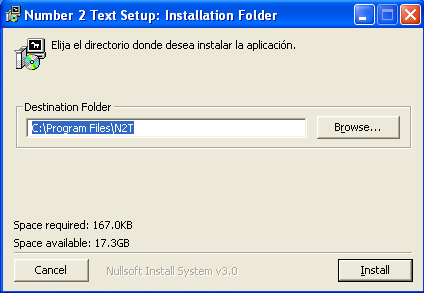 Number 2 Text Setup: Installation Folder
Elija el directorio donde desea instalar la aplicación.
Destination Folder
C:\Program Files\N2T
Browse...
Space required: 167.0KB
Space available: 17.3GB
Cancel
Nullsoft Install System v3.0
Install